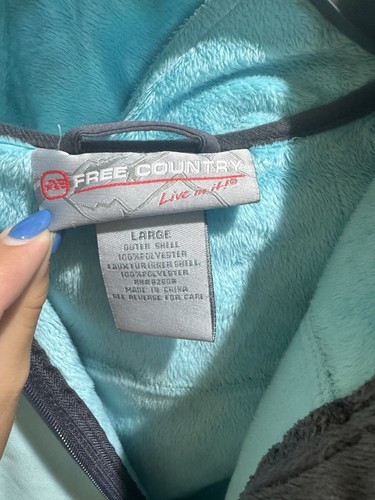 FREE COUNTRY
Live in it!®
LARGE
OUTER SHELL
100%POLYESTER
100%POLYESTER
MADE IN CHINA
SEE REVERSE FOR CARE